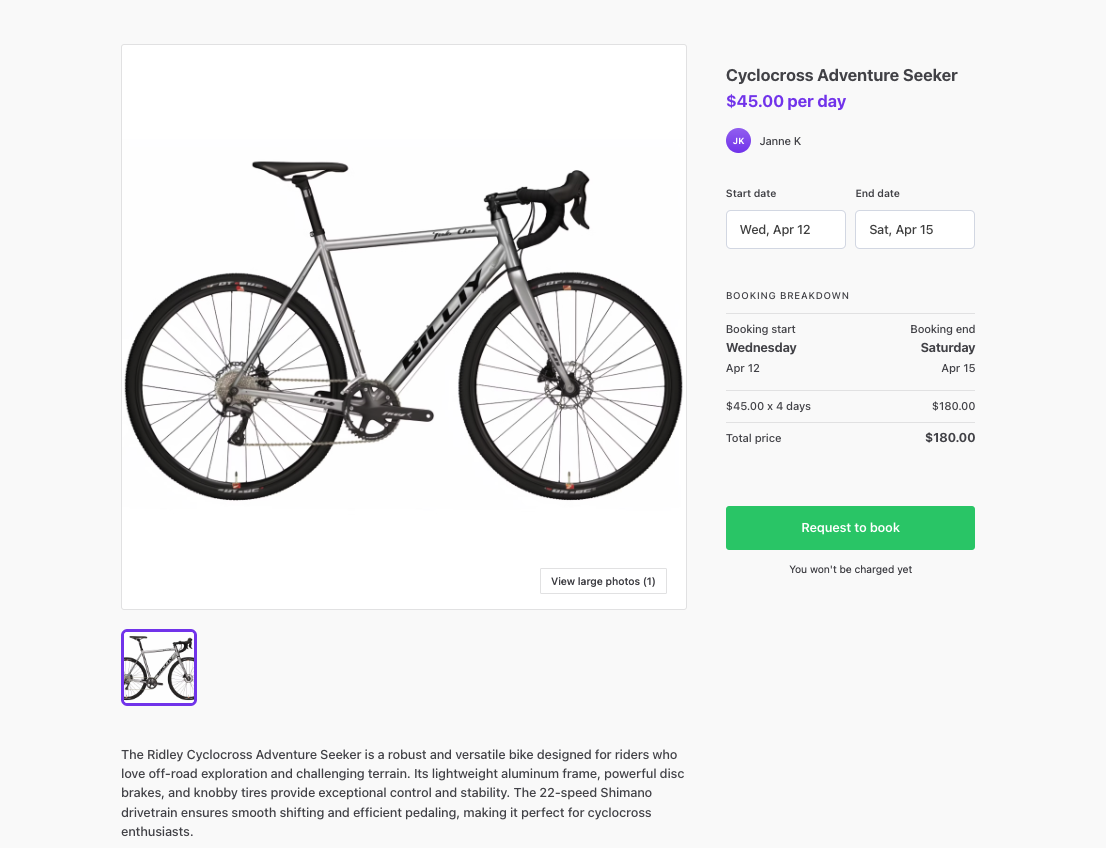 Cyclocross Adventure Seeker
$45.00 per day
JK Janne K
Start date End date
Wed, Apr 12 Sat, Apr 15
BOOKING BREAKDOWN
Booking start Booking end
Wednesday Saturday
Apr 12 Apr 15
$45.00 x 4 days $180.00
Total price $180.00
Request to book
You won't be charged yet
BILLIY
View large photos (1)
The Ridley Cyclocross Adventure Seeker is a robust and versatile bike designed for riders who
love off-road exploration and challenging terrain. Its lightweight aluminum frame, powerful disc
brakes, and knobby tires provide exceptional control and stability. The 22-speed Shimano
drivetrain ensures smooth shifting and efficient pedaling, making it perfect for cyclocross
enthusiasts.